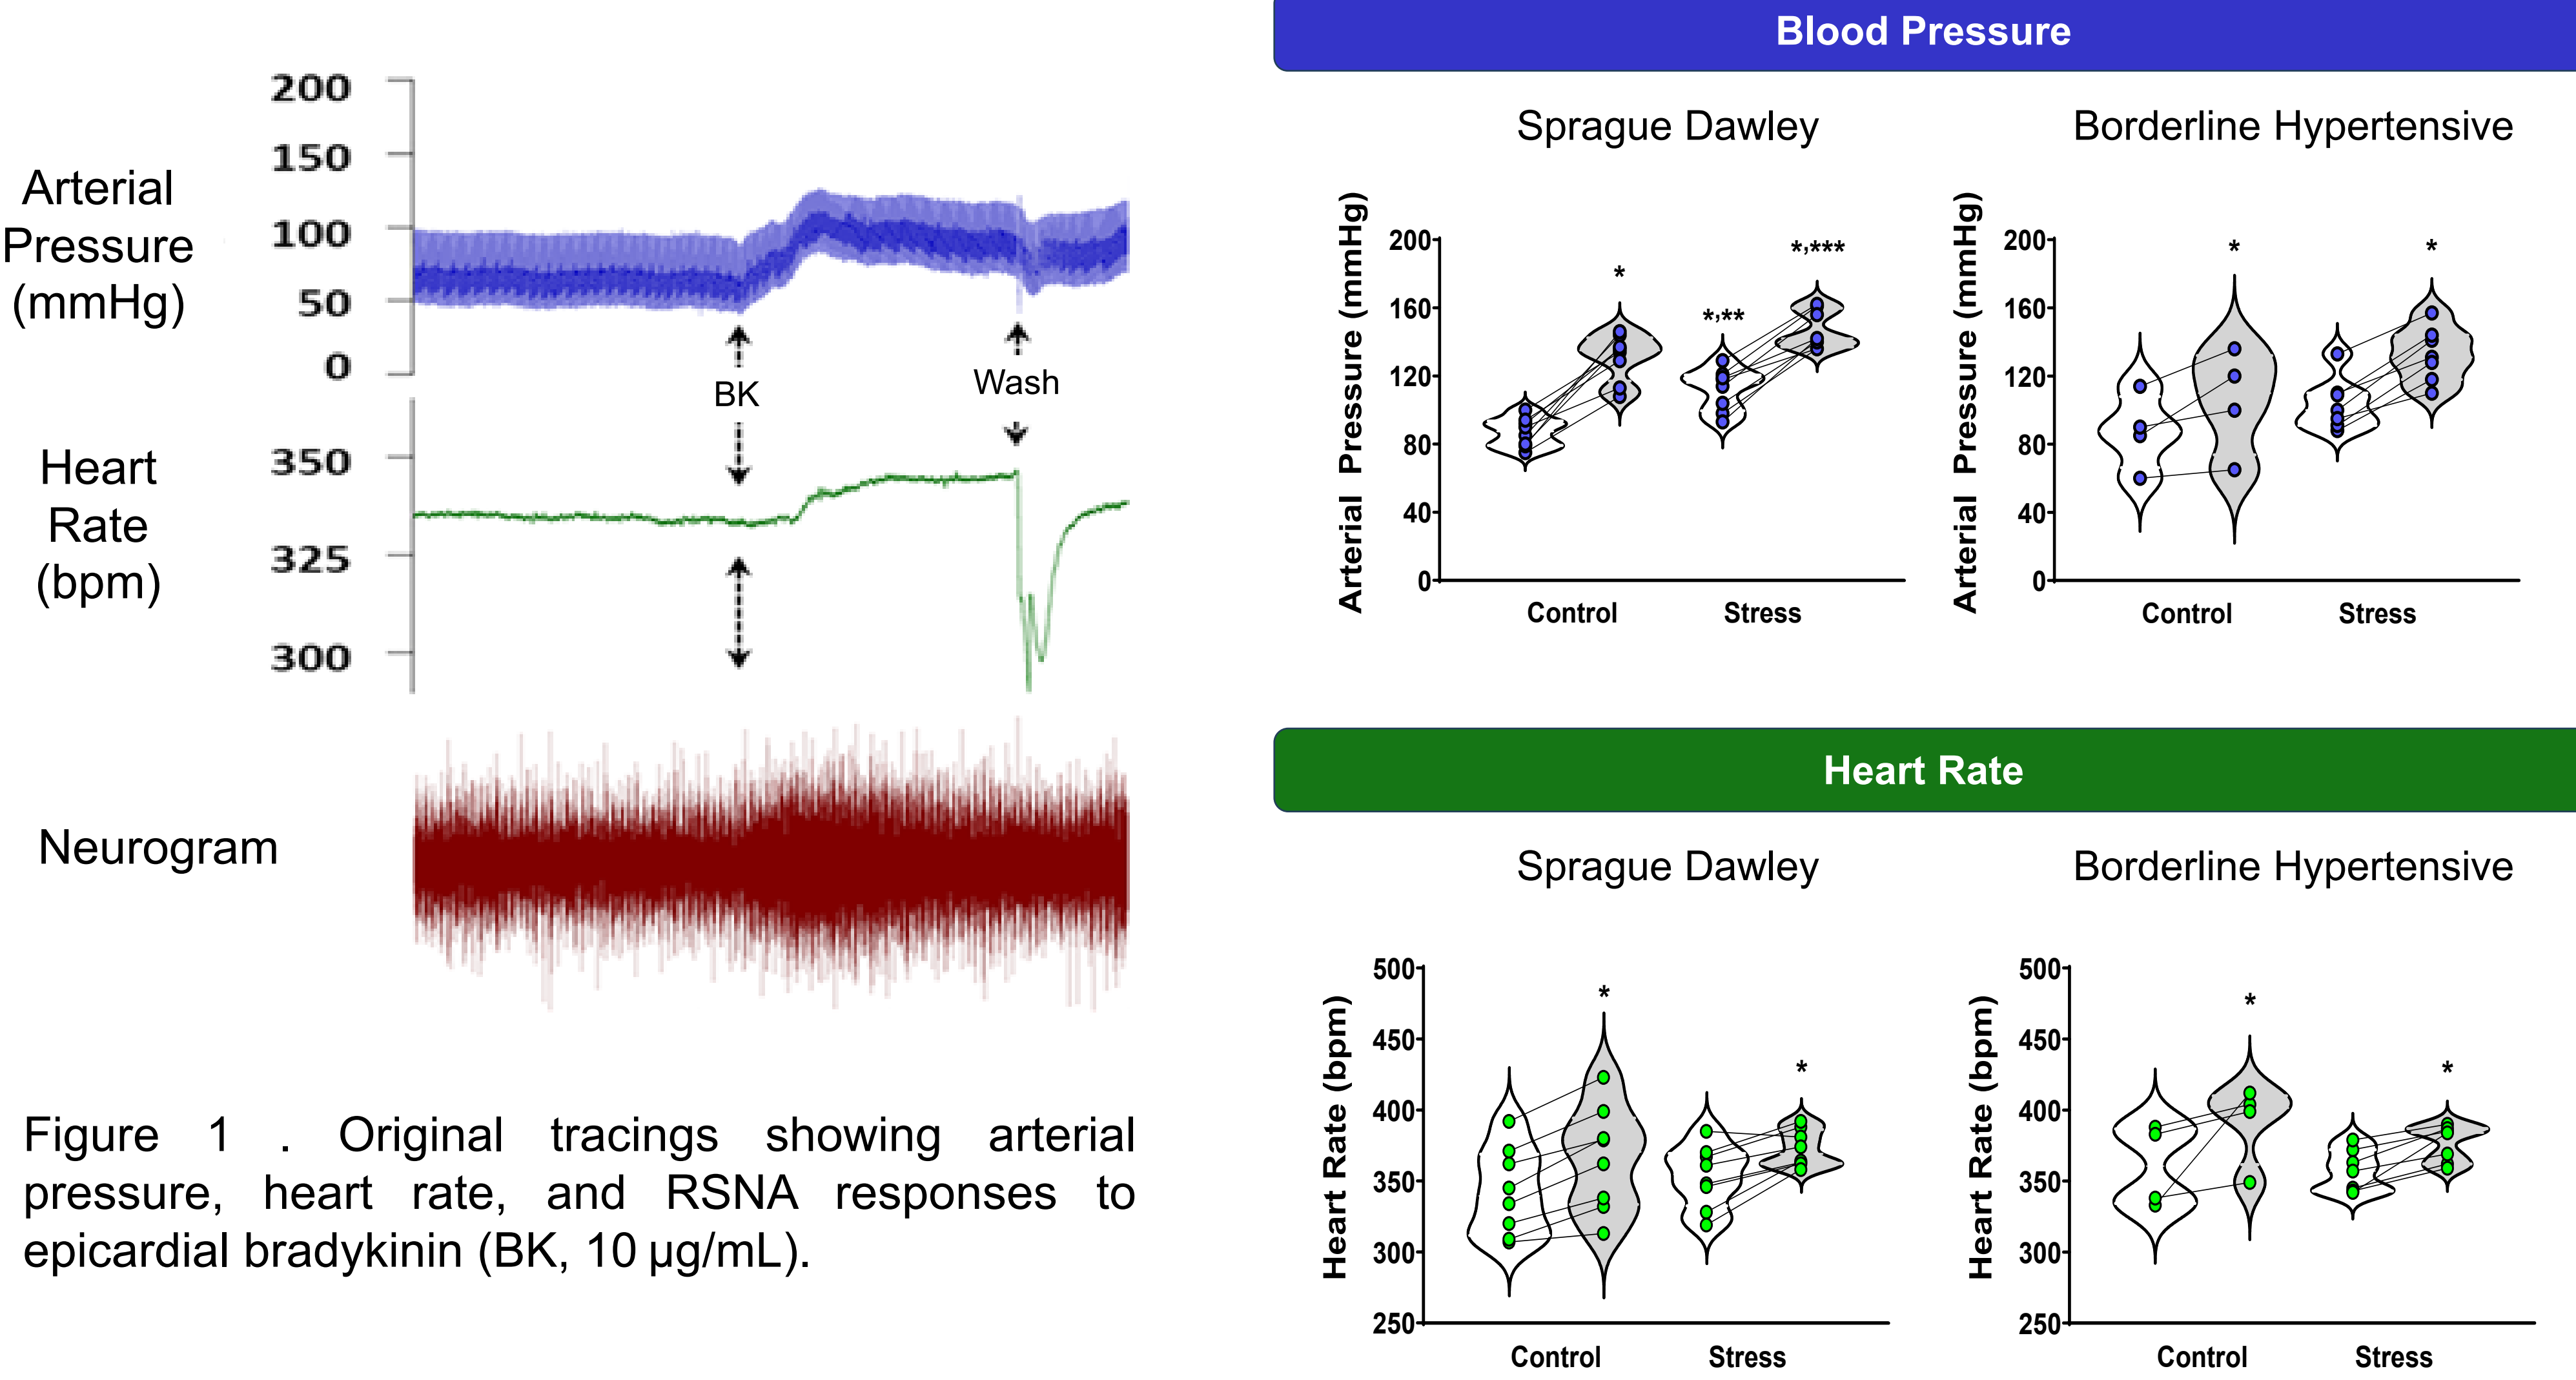 200
150
100
50
0
Arterial
Pressure
(mmHg)
BK
Wash
350
325
300
Heart
Rate
(bpm)
Neurogram
Figure 1 . Original tracings showing arterial
pressure, heart rate, and RSNA responses to
epicardial bradykinin (BK, 10 µg/mL).
Blood Pressure
Sprague Dawley
Arterial Pressure (mmHg)
200
160
120
80
40
0
*
*,**
*,***
Control
Stress
Borderline Hypertensive
Arterial Pressure (mmHg)
200
160
120
80
40
0
*
*
Control
Stress
Heart Rate
Sprague Dawley
Heart Rate (bpm)
500
450
400
350
300
250
*
*
Control
Stress
Borderline Hypertensive
Heart Rate (bpm)
500
450
400
350
300
250
*
*
Control
Stress